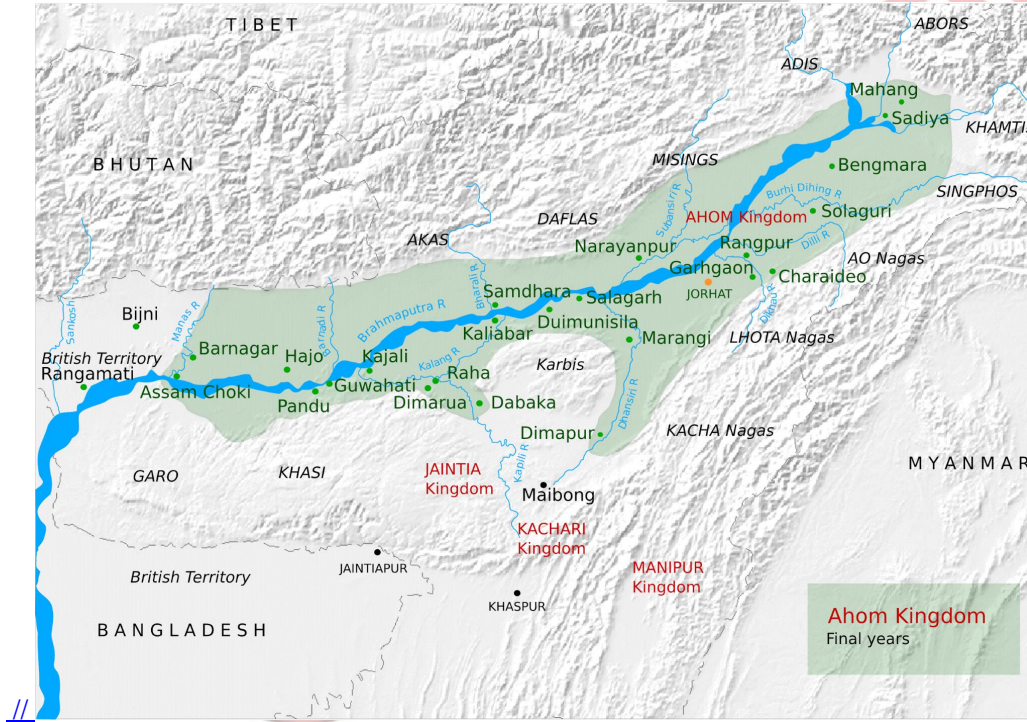 TIBET
ABORS
ADIS
Mahang
Sadiya
KHAMTI
BHUTAN
MISINGS
Bengmara
SINGPHOS
Burhi Dihing R
Subansiri R
AHOM Kingdom
Solaguri
DAFLAS
AKAS
Narayanpur
Rangpur
Dilli R
AO Nagas
Garhgaon
Charaideo
JORHAT
Dikhau R
Bharali R
Samdhara
Salagarh
Sankosh
Manas R
Bijni
Barnadi R
Brahmaputra R
Kaliabar
Duimunisila
Marangi
LHOTA Nagas
British Territory
Rangamati
Barnagar
Hajo
Kajali
Kalang R
Raha
Karbis
Assam Choki
Guwahati
Pandu
Dimarua
Dabaka
Dhansiri R
Dimapur
KACHA Nagas
GARO
KHASI
JAINTIA
Kingdom
Kapili R
Maibong
MYANMAR
KACHARI
Kingdom
JAINTIAPUR
British Territory
MANIPUR
Kingdom
KHASPUR
BANGLADESH
Ahom Kingdom
Final years
//